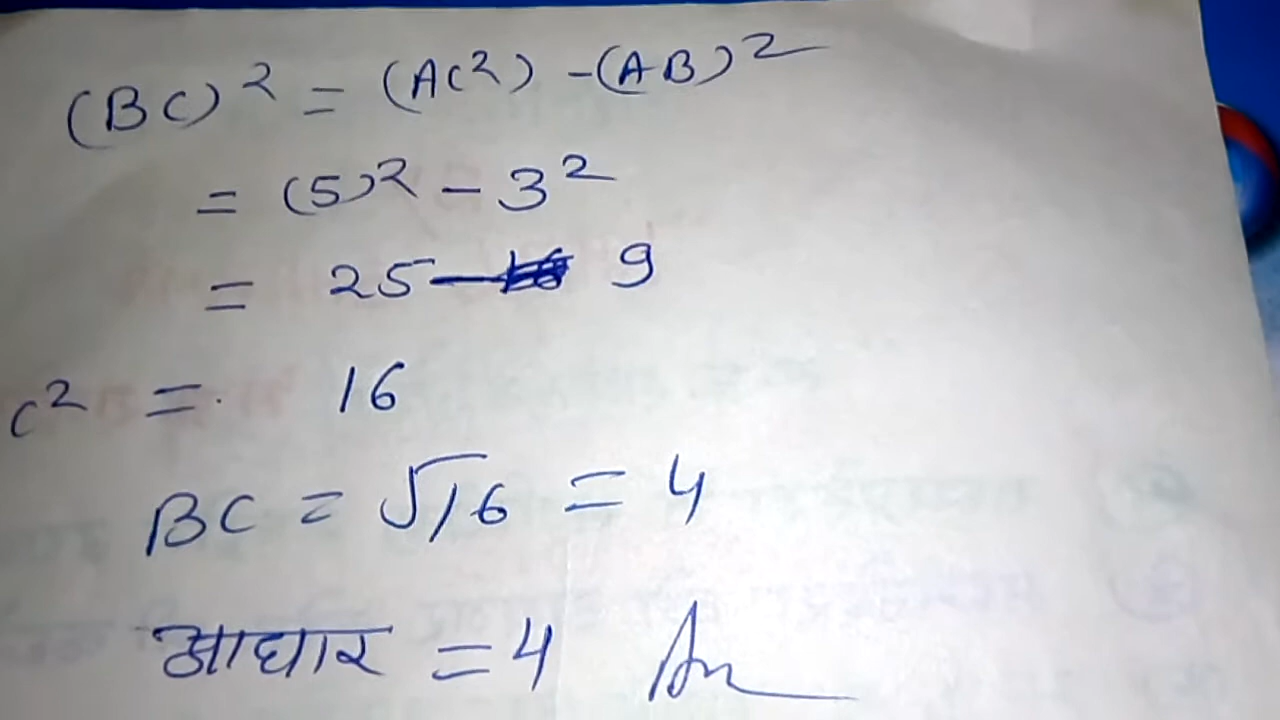 (BC)² = (AC²) -(AB)²
= (5)² - 3²
= 25 - 9
c² = 16
BC = √16 = 4
आधार = 4 An